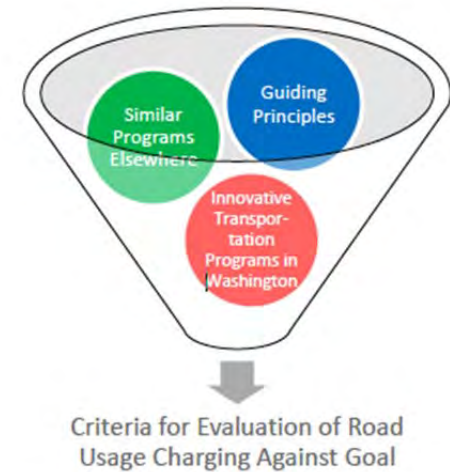 Similar
Programs
Elsewhere
Guiding
Principles
Innovative
Transpor-
tation
Programs in
Washington
Criteria for Evaluation of Road
Usage Charging Against Goal